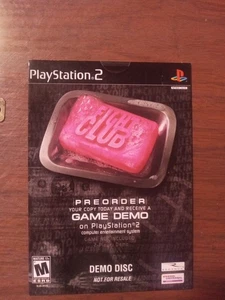 PlayStation®2
FIGHT
CLUB
PREORDER
YOUR COPY TODAY AND RECEIVE A
GAME DEMO
on PlayStation®2
computer entertainment system
M
DEMO DISC
NOT FOR RESALE